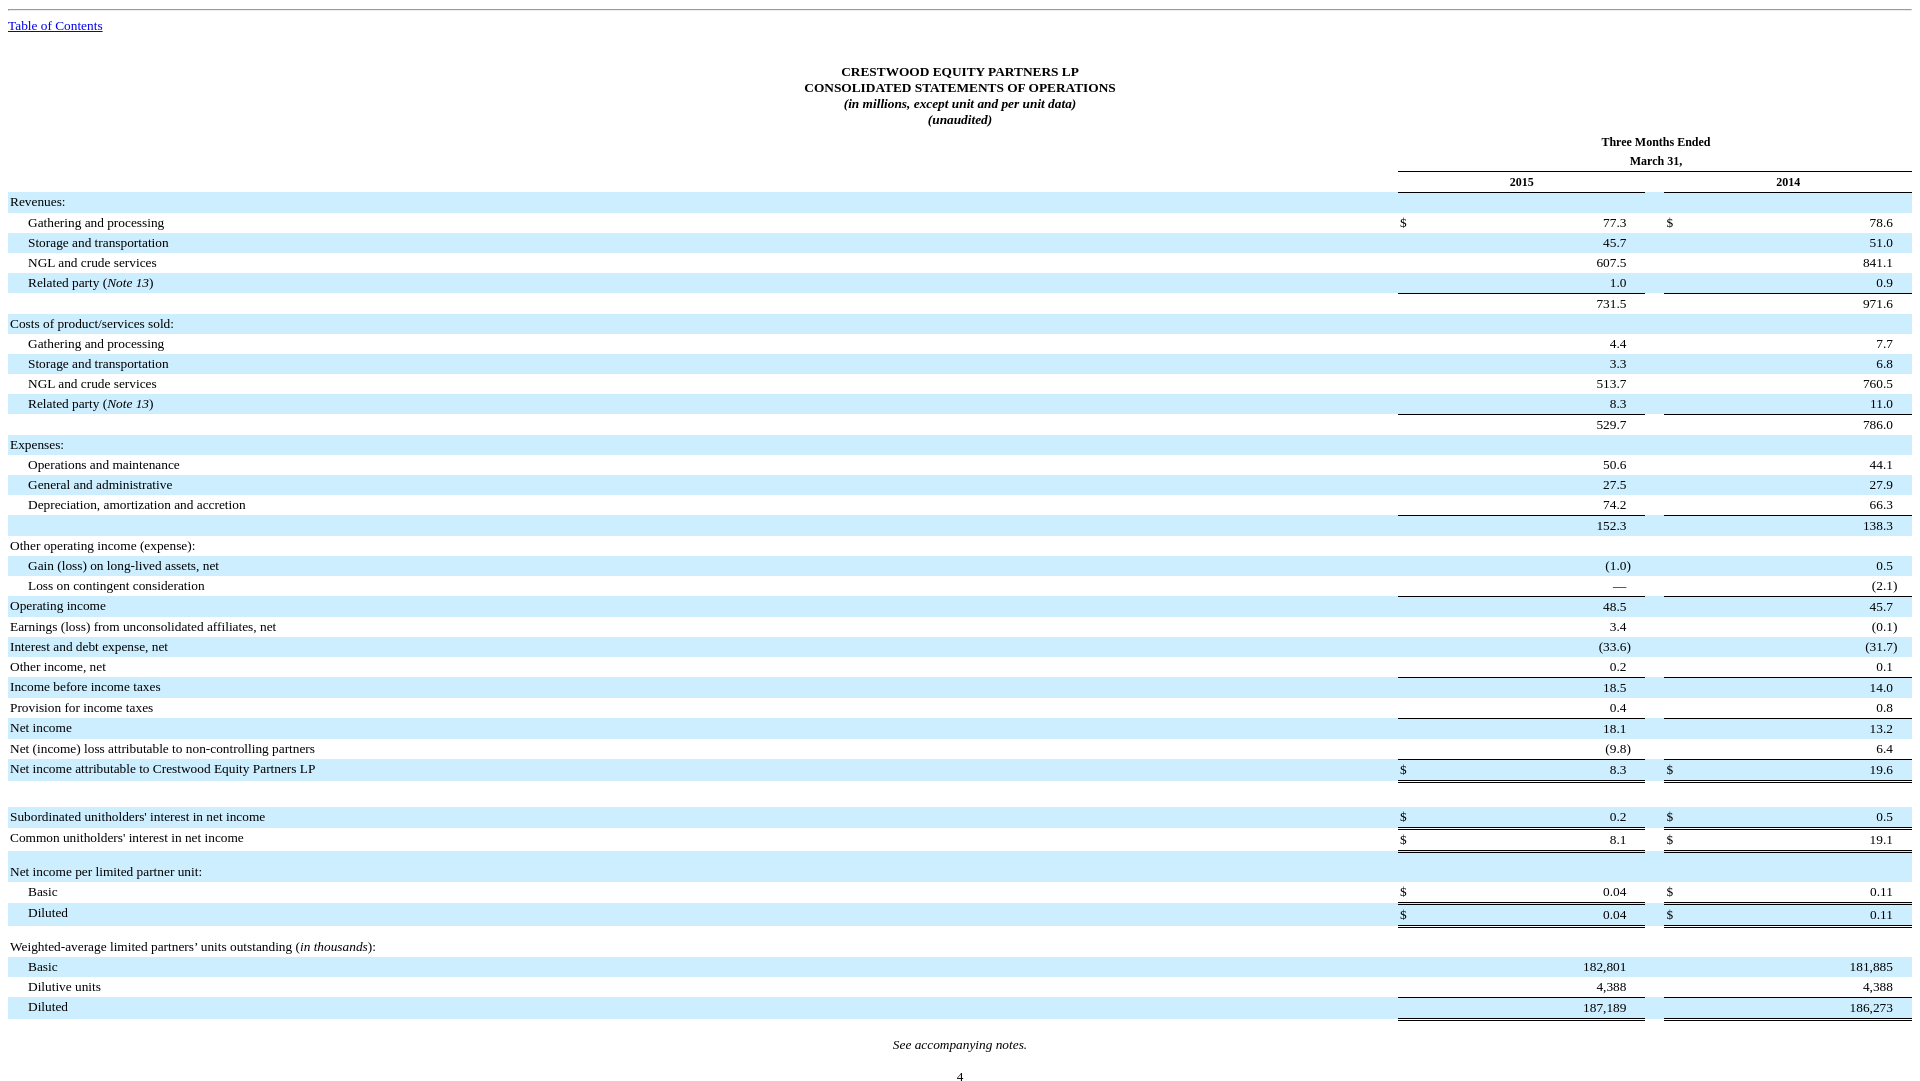 Table of Contents
CRESTWOOD EQUITY PARTNERS LP
CONSOLIDATED STATEMENTS OF OPERATIONS
(in millions, except unit and per unit data)
(unaudited)
Three Months Ended
March 31,
2015 2014
Revenues:
Gathering and processing $ 77.3 $ 78.6
Storage and transportation 45.7 51.0
NGL and crude services 607.5 841.1
Related party (Note 13) 1.0 0.9
731.5 971.6
Costs of product/services sold:
Gathering and processing 4.4 7.7
Storage and transportation 3.3 6.8
NGL and crude services 513.7 760.5
Related party (Note 13) 8.3 11.0
529.7 786.0
Expenses:
Operations and maintenance 50.6 44.1
General and administrative 27.5 27.9
Depreciation, amortization and accretion 74.2 66.3
152.3 138.3
Other operating income (expense):
Gain (loss) on long-lived assets, net (1.0) 0.5
Loss on contingent consideration — (2.1)
Operating income 48.5 45.7
Earnings (loss) from unconsolidated affiliates, net 3.4 (0.1)
Interest and debt expense, net (33.6) (31.7)
Other income, net 0.2 0.1
Income before income taxes 18.5 14.0
Provision for income taxes 0.4 0.8
Net income 18.1 13.2
Net (income) loss attributable to non-controlling partners (9.8) 6.4
Net income attributable to Crestwood Equity Partners LP $ 8.3 $ 19.6
Subordinated unitholders' interest in net income $ 0.2 $ 0.5
Common unitholders' interest in net income $ 8.1 $ 19.1
Net income per limited partner unit:
Basic $ 0.04 $ 0.11
Diluted $ 0.04 $ 0.11
Weighted-average limited partners’ units outstanding (in thousands):
Basic 182,801 181,885
Dilutive units 4,388 4,388
Diluted 187,189 186,273
See accompanying notes.
4